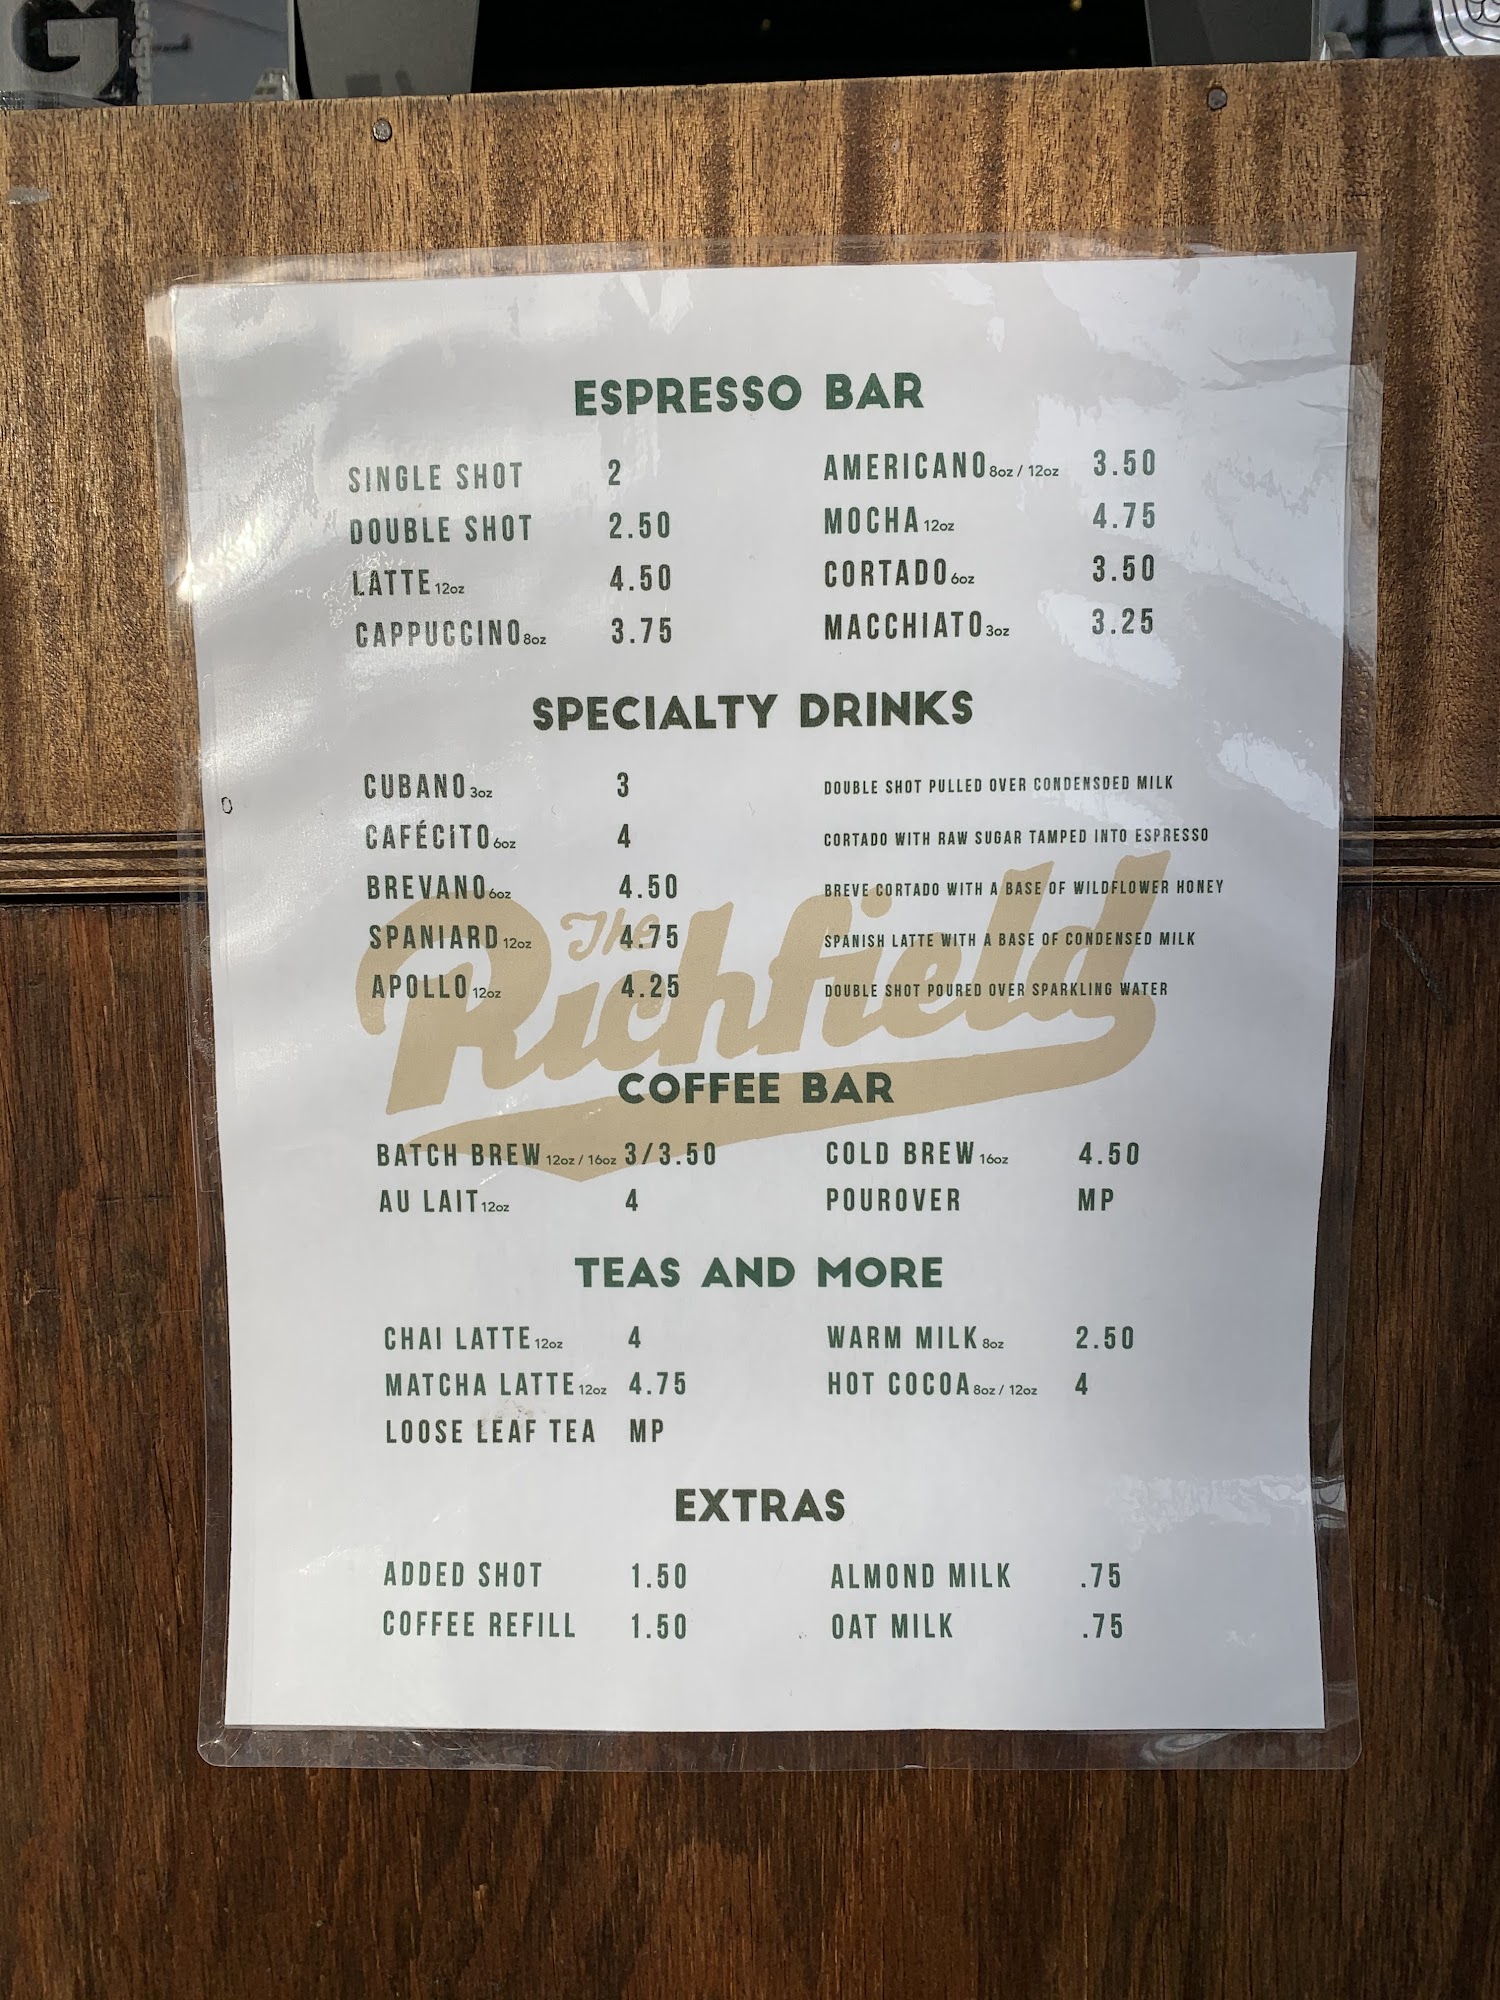 G
ESPRESSO BAR
SINGLE SHOT 2
DOUBLE SHOT 2.50
LATTE 12oz 4.50
CAPPUCCINO 8oz 3.75
AMERICANO 8oz / 12oz 3.50
MOCHA 12oz 4.75
CORTADO 6oz 3.50
MACCHIATO 3oz 3.25
SPECIALTY DRINKS
CUBANO 3oz 3 DOUBLE SHOT PULLED OVER CONDENSDED MILK
CAFÉCITO 6oz 4 CORTADO WITH RAW SUGAR TAMPED INTO ESPRESSO
BREVANO 6oz 4.50 BREVE CORTADO WITH A BASE OF WILDFLOWER HONEY
SPANIARD 12oz 4.75 SPANISH LATTE WITH A BASE OF CONDENSED MILK
APOLLO 12oz 4.25 DOUBLE SHOT POURED OVER SPARKLING WATER
The
Richfield
COFFEE BAR
BATCH BREW 12oz / 16oz 3/3.50
AU LAIT 12oz 4
COLD BREW 16oz 4.50
POUROVER MP
TEAS AND MORE
CHAI LATTE 12oz 4
MATCHA LATTE 12oz 4.75
LOOSE LEAF TEA MP
WARM MILK 8oz 2.50
HOT COCOA 8oz / 12oz 4
EXTRAS
ADDED SHOT 1.50
COFFEE REFILL 1.50
ALMOND MILK .75
OAT MILK .75